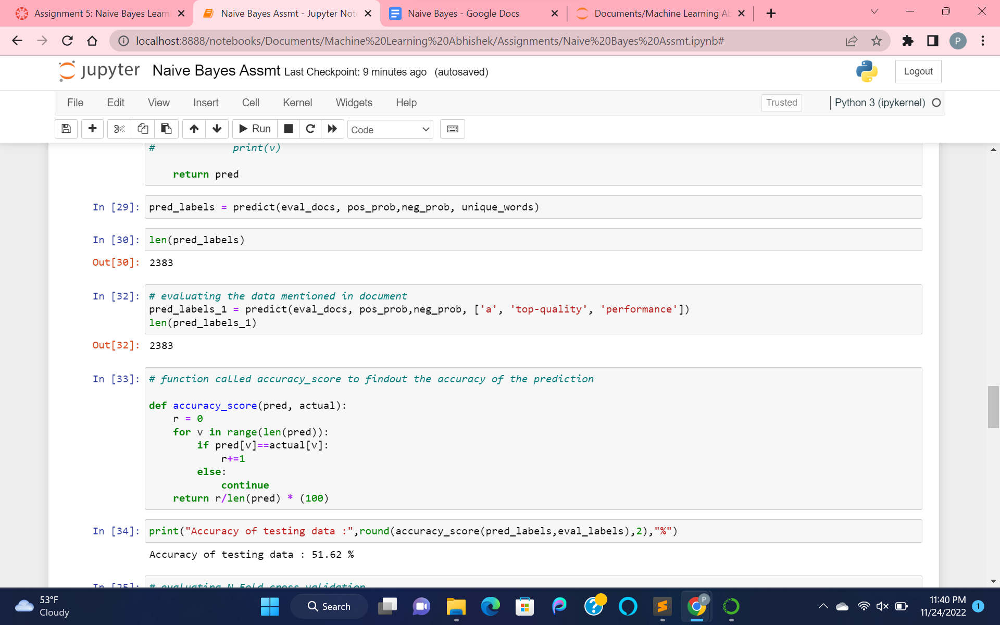 Assignment 5: Naive Bayes Learn
Naive Bayes Assmt - Jupyter Not
Naive Bayes - Google Docs
Documents/Machine Learning Ab
localhost:8888/notebooks/Documents/Machine%20Learning%20Abhishek/Assignments/Naive%20Bayes%20Assmt.ipynb#
P
jupyter Naive Bayes Assmt Last Checkpoint: 9 minutes ago (autosaved)
Logout
File Edit View Insert Cell Kernel Widgets Help
Trusted
Python 3 (ipykernel)
Run
Code
# print(v)
return pred
In [29]: pred_labels = predict(eval_docs, pos_prob,neg_prob, unique_words)
In [30]: len(pred_labels)
Out[30]: 2383
In [32]: # evaluating the data mentioned in document
pred_labels_1 = predict(eval_docs, pos_prob,neg_prob, ['a', 'top-quality', 'performance'])
len(pred_labels_1)
Out[32]: 2383
In [33]: # function called accuracy_score to findout the accuracy of the prediction
def accuracy_score(pred, actual):
r = 0
for v in range(len(pred)):
if pred[v]==actual[v]:
r+=1
else:
continue
return r/len(pred) * (100)
In [34]: print("Accuracy of testing data :",round(accuracy_score(pred_labels,eval_labels),2),"%")
Accuracy of testing data : 51.62 %
In [35]: # evaluating N Fold cross validation
53°F
Cloudy
Search
P
11:40 PM
11/24/2022
1